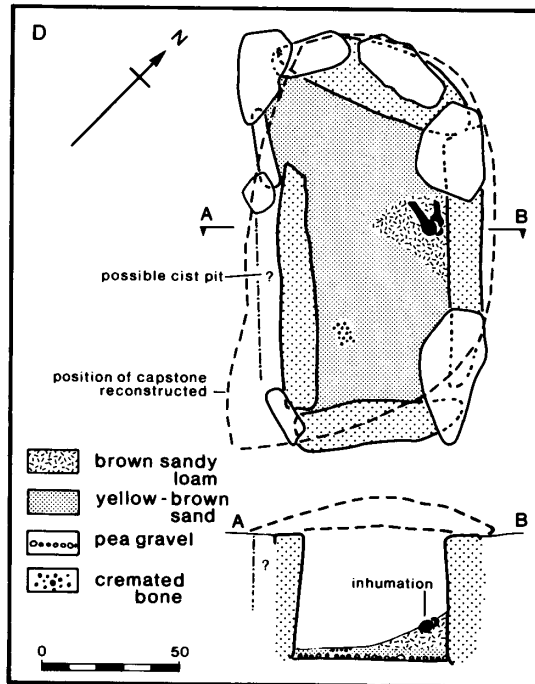 D
N
A
B
possible cist pit
?
position of capstone
reconstructed
brown sandy
loam
yellow-brown
sand
pea gravel
cremated
bone
0 50
A
B
?
inhumation